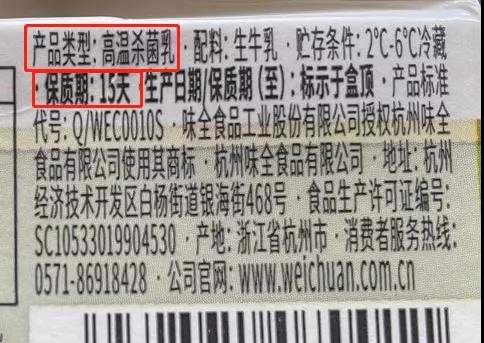 产品类型: 高温杀菌乳 · 配料: 生牛乳 · 贮存条件: 2℃-6℃冷藏
· 保质期: 15天 · 生产日期/保质期(至): 标示于盒顶 · 产品标准
代号: Q/WEC0010S · 味全食品工业股份有限公司授权杭州味全
食品有限公司使用其商标 · 杭州味全食品有限公司 · 地址: 杭州
经济技术开发区白杨街道银海街468号 · 食品生产许可证编号:
SC10533019904530 · 产地: 浙江省杭州市 · 消费者服务热线:
0571-86918428 · 公司官网: www.weichuan.com.cn